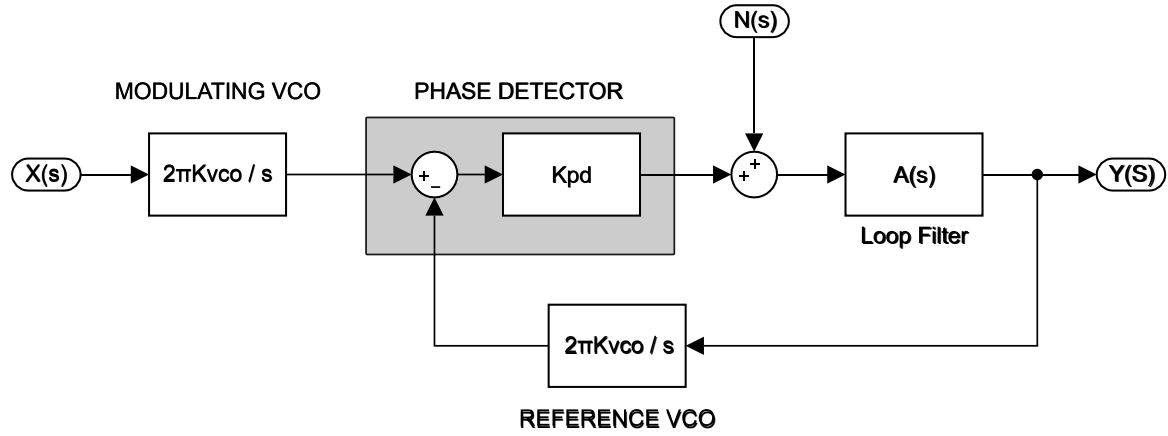 N(s)
MODULATING VCO
PHASE DETECTOR
X(s)
2πKvco / s
+
−
Kpd
+
+
A(s)
Y(S)
Loop Filter
2πKvco / s
REFERENCE VCO